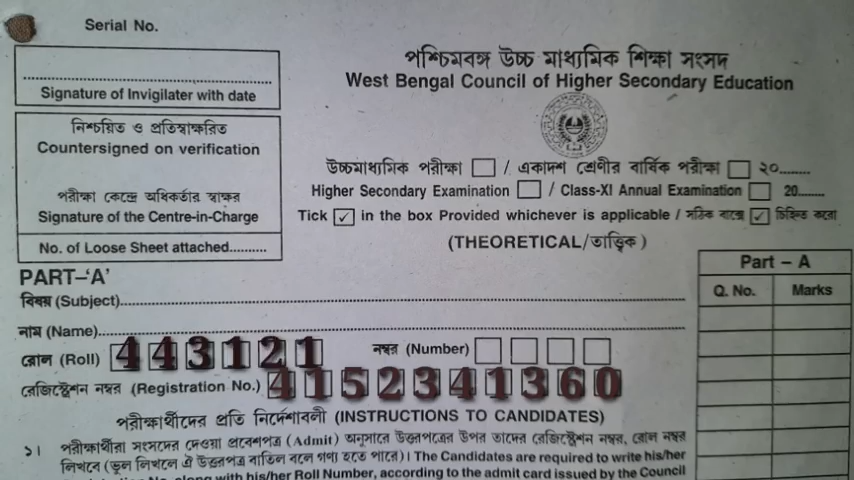 Serial No.
Signature of Invigilater with date
নিশ্চয়িত ও প্রতিস্বাক্ষরিত
Countersigned on verification
পরীক্ষা কেন্দ্রে অধিকর্তার স্বাক্ষর
Signature of the Centre-in-Charge
No. of Loose Sheet attached..........
পশ্চিমবঙ্গ উচ্চ মাধ্যমিক শিক্ষা সংসদ
West Bengal Council of Higher Secondary Education
উচ্চমাধ্যমিক পরীক্ষা / একাদশ শ্রেণীর বার্ষিক পরীক্ষা ২০........
Higher Secondary Examination / Class-XI Annual Examination 20.......
Tick ✓ in the box Provided whichever is applicable / সঠিক বাক্সে ✓ চিহ্নিত করো
(THEORETICAL/তাত্ত্বিক)
PART–‘A’
বিষয় (Subject)
নাম (Name)
রোল (Roll) 443121 নম্বর (Number)
রেজিস্ট্রেশন নম্বর (Registration No.) 4152341360
Part – A
Q. No. Marks
পরীক্ষার্থীদের প্রতি নির্দেশাবলী (INSTRUCTIONS TO CANDIDATES)
১। পরীক্ষার্থীরা সংসদের দেওয়া প্রবেশপত্র (Admit) অনুসারে উত্তরপত্রের উপর তাদের রেজিস্ট্রেশন নম্বর, রোল নম্বর
লিখবে (ভুল লিখলে ঐ উত্তরপত্র বাতিল বলে গণ্য হতে পারে)। The Candidates are required to write his/her
No. along with his/her Roll Number, according to the admit card issued by the Council